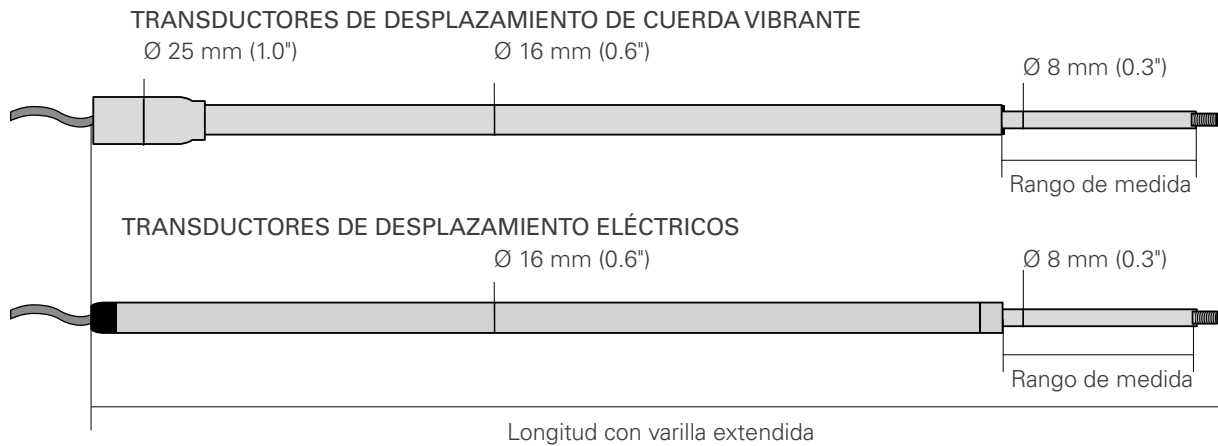 TRANSDUCTORES DE DESPLAZAMIENTO DE CUERDA VIBRANTE
Ø 25 mm (1.0")
Ø 16 mm (0.6")
Ø 8 mm (0.3")
Rango de medida
TRANSDUCTORES DE DESPLAZAMIENTO ELÉCTRICOS
Ø 16 mm (0.6")
Ø 8 mm (0.3")
Rango de medida
Longitud con varilla extendida